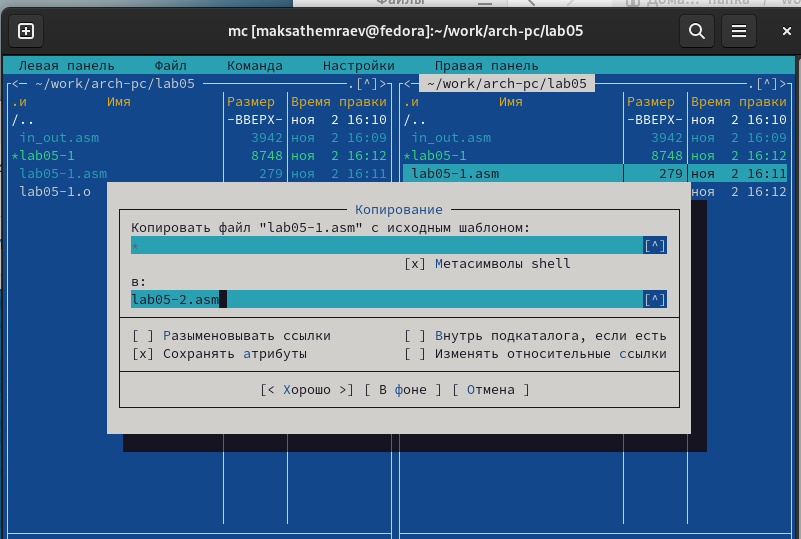 Файлы
mc [maksathemraev@fedora]:~/work/arch-pc/lab05
Левая панель Файл Команда Настройки Правая панель
<— ~/work/arch-pc/lab05 .[^]> <— ~/work/arch-pc/lab05 .[^]>
.и Имя Размер Время правки .и Имя Размер Время правки
/.. -ВВЕРХ- ноя 2 16:10 /.. -ВВЕРХ- ноя 2 16:10
in_out.asm 3942 ноя 2 16:09 in_out.asm 3942 ноя 2 16:09
*lab05-1 8748 ноя 2 16:12 *lab05-1 8748 ноя 2 16:12
lab05-1.asm 279 ноя 2 16:11 lab05-1.asm 279 ноя 2 16:11
lab05-1.o ноя 2 16:12
Копирование
Копировать файл "lab05-1.asm" с исходным шаблоном:
* [^]
[x] Метасимволы shell
в:
lab05-2.asm [^]
[ ] Разыменовывать ссылки [ ] Внутрь подкаталога, если есть
[x] Сохранять атрибуты [ ] Изменять относительные ссылки
[< Хорошо >] [ В фоне ] [ Отмена ]